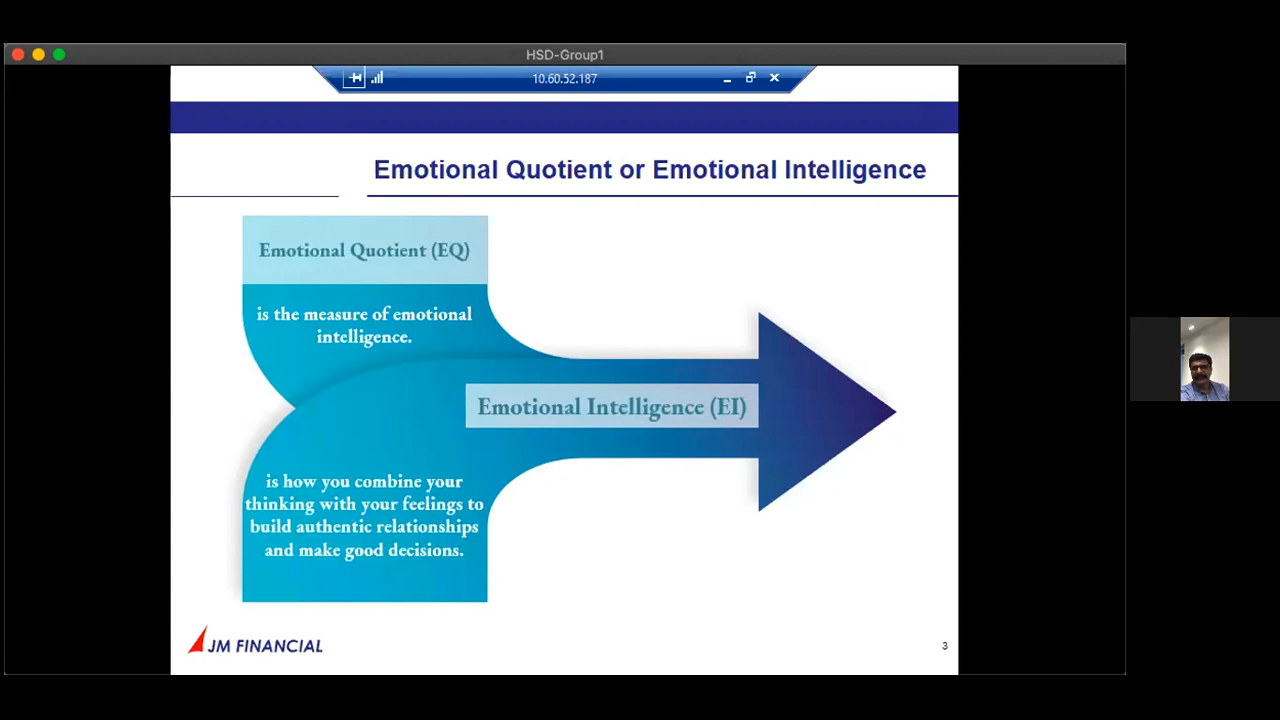 HSD-Group1
10.60.52.187
Emotional Quotient or Emotional Intelligence
Emotional Quotient (EQ)
is the measure of emotional
intelligence.
Emotional Intelligence (EI)
is how you combine your
thinking with your feelings to
build authentic relationships
and make good decisions.
JM FINANCIAL
3